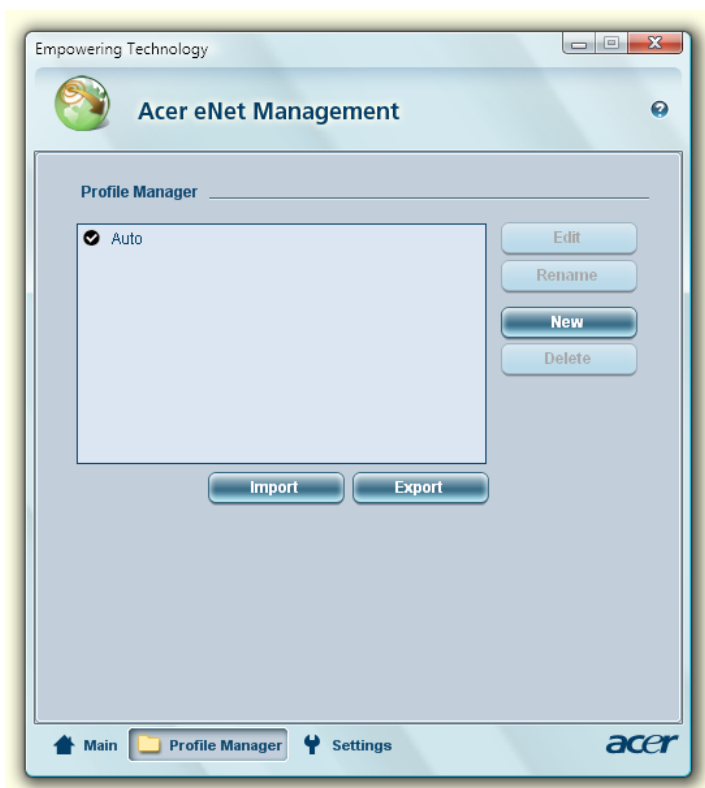 Empowering Technology
Acer eNet Management
Profile Manager
Auto
Edit
Rename
New
Delete
Import Export
Main Profile Manager Settings acer